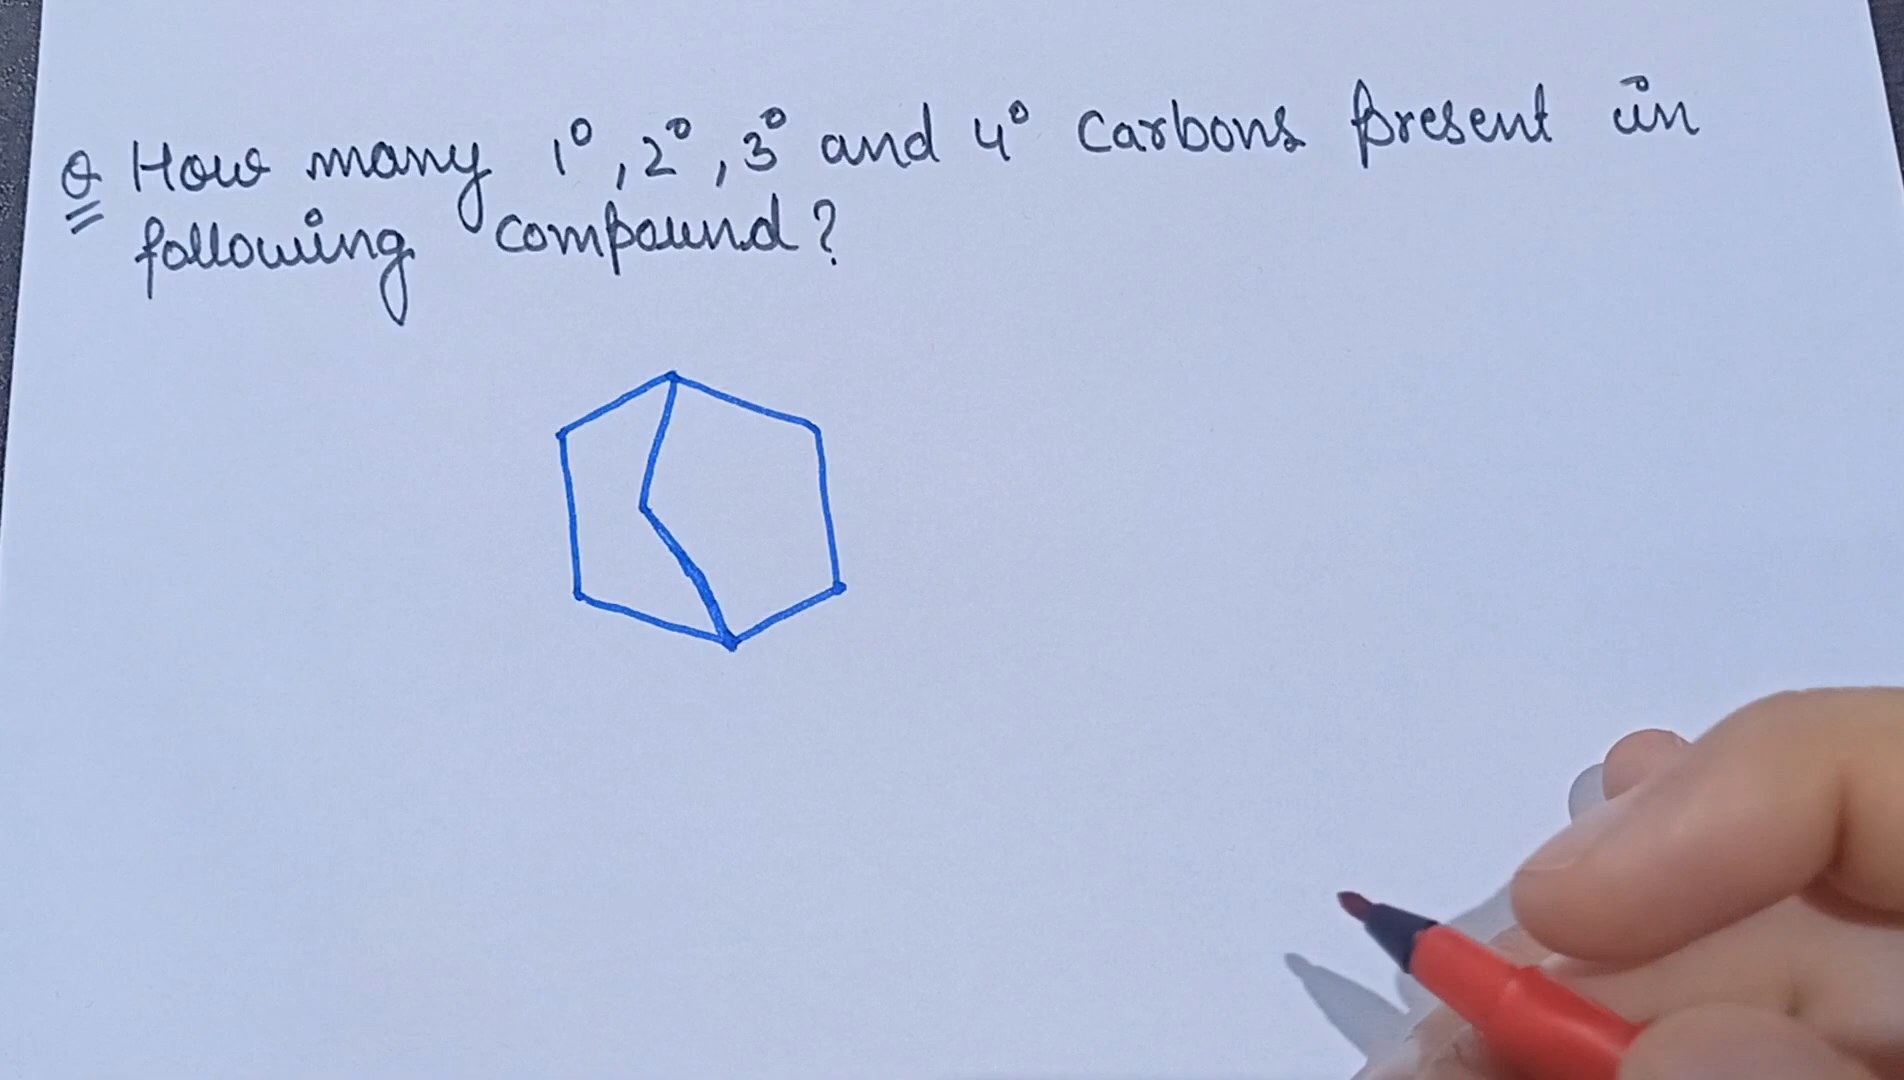 Q How many 1°, 2°, 3° and 4° carbons present in
following compound?